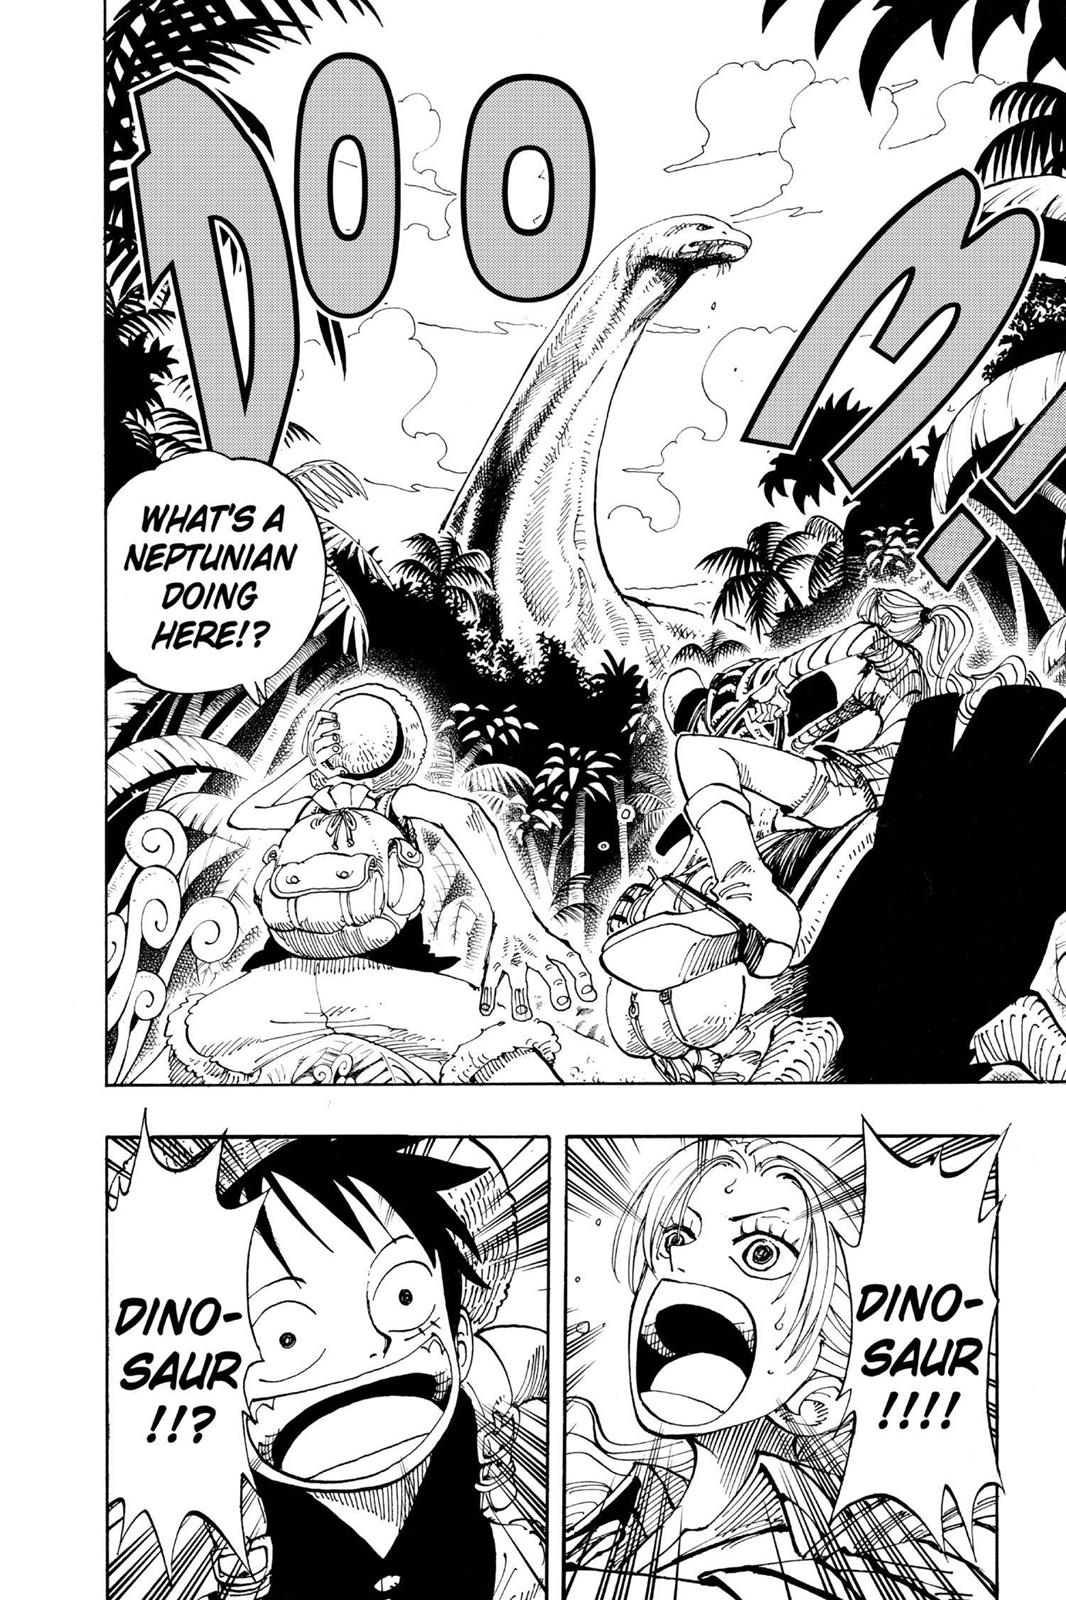 DOOM!!
WHAT'S A
NEPTUNIAN
DOING
HERE!?
DINO-
SAUR
!!!!
DINO-
SAUR
!!?